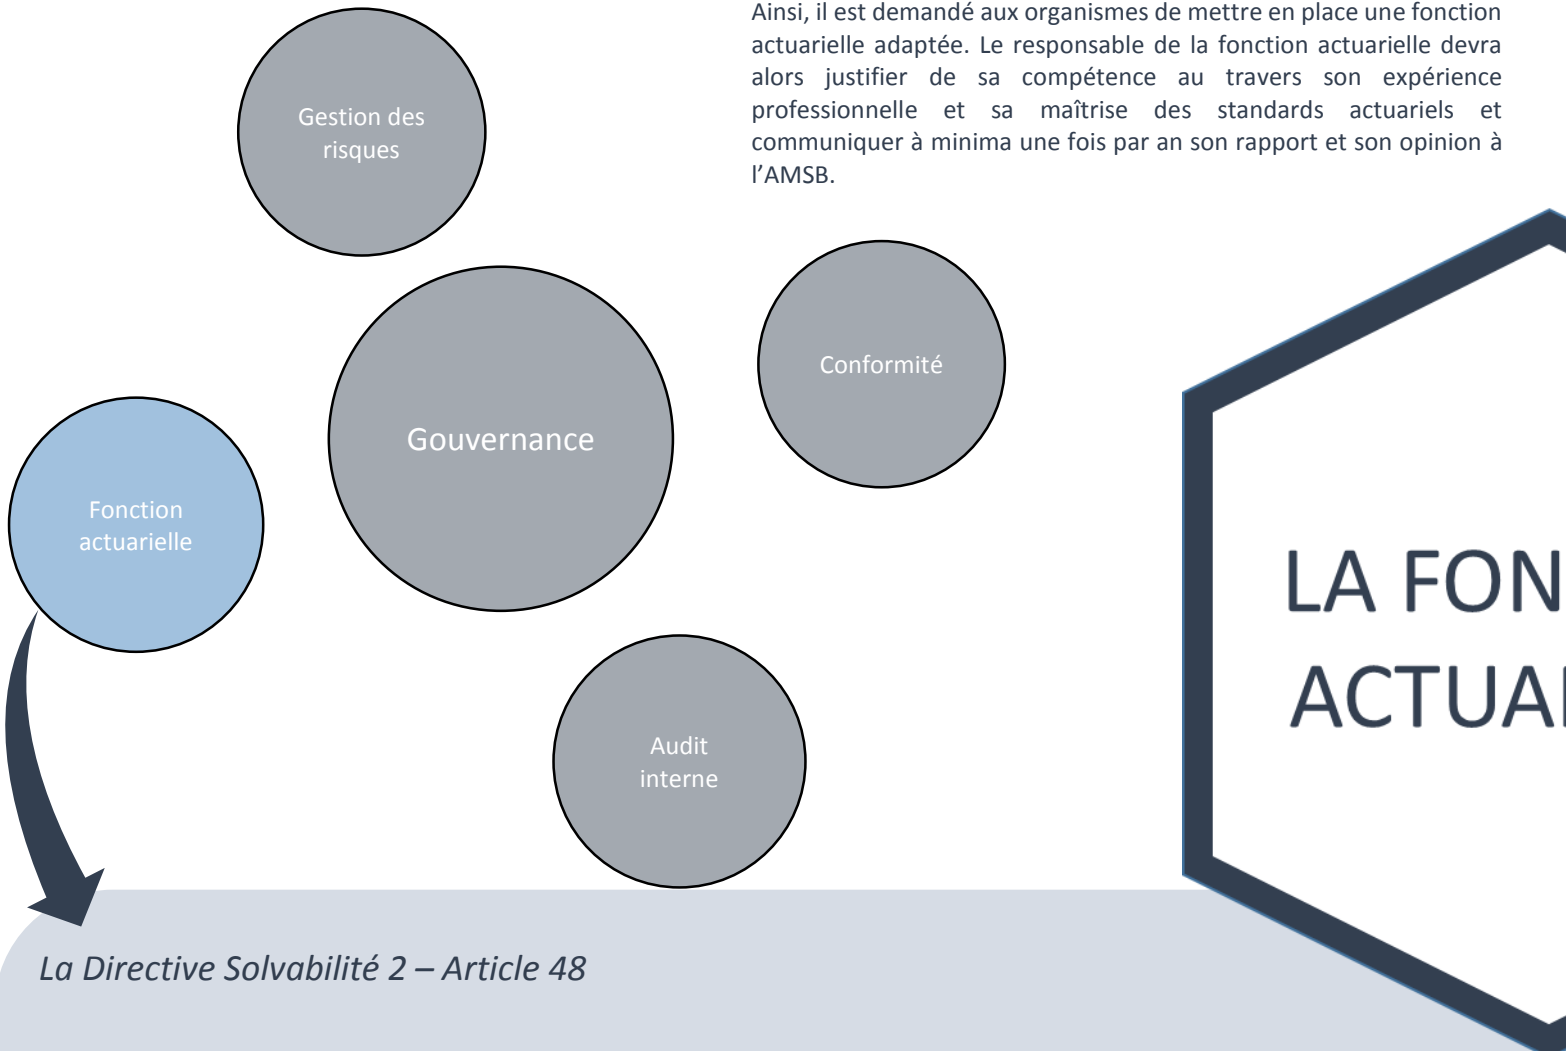 Ainsi, il est demandé aux organismes de mettre en place une fonction
actuarielle adaptée. Le responsable de la fonction actuarielle devra
alors justifier de sa compétence au travers son expérience
professionnelle et sa maîtrise des standards actuariels et
communiquer à minima une fois par an son rapport et son opinion à
l’AMSB.
Gestion des
risques
Conformité
Gouvernance
Fonction
actuarielle
LA FON
ACTUA
Audit
interne
La Directive Solvabilité 2 – Article 48